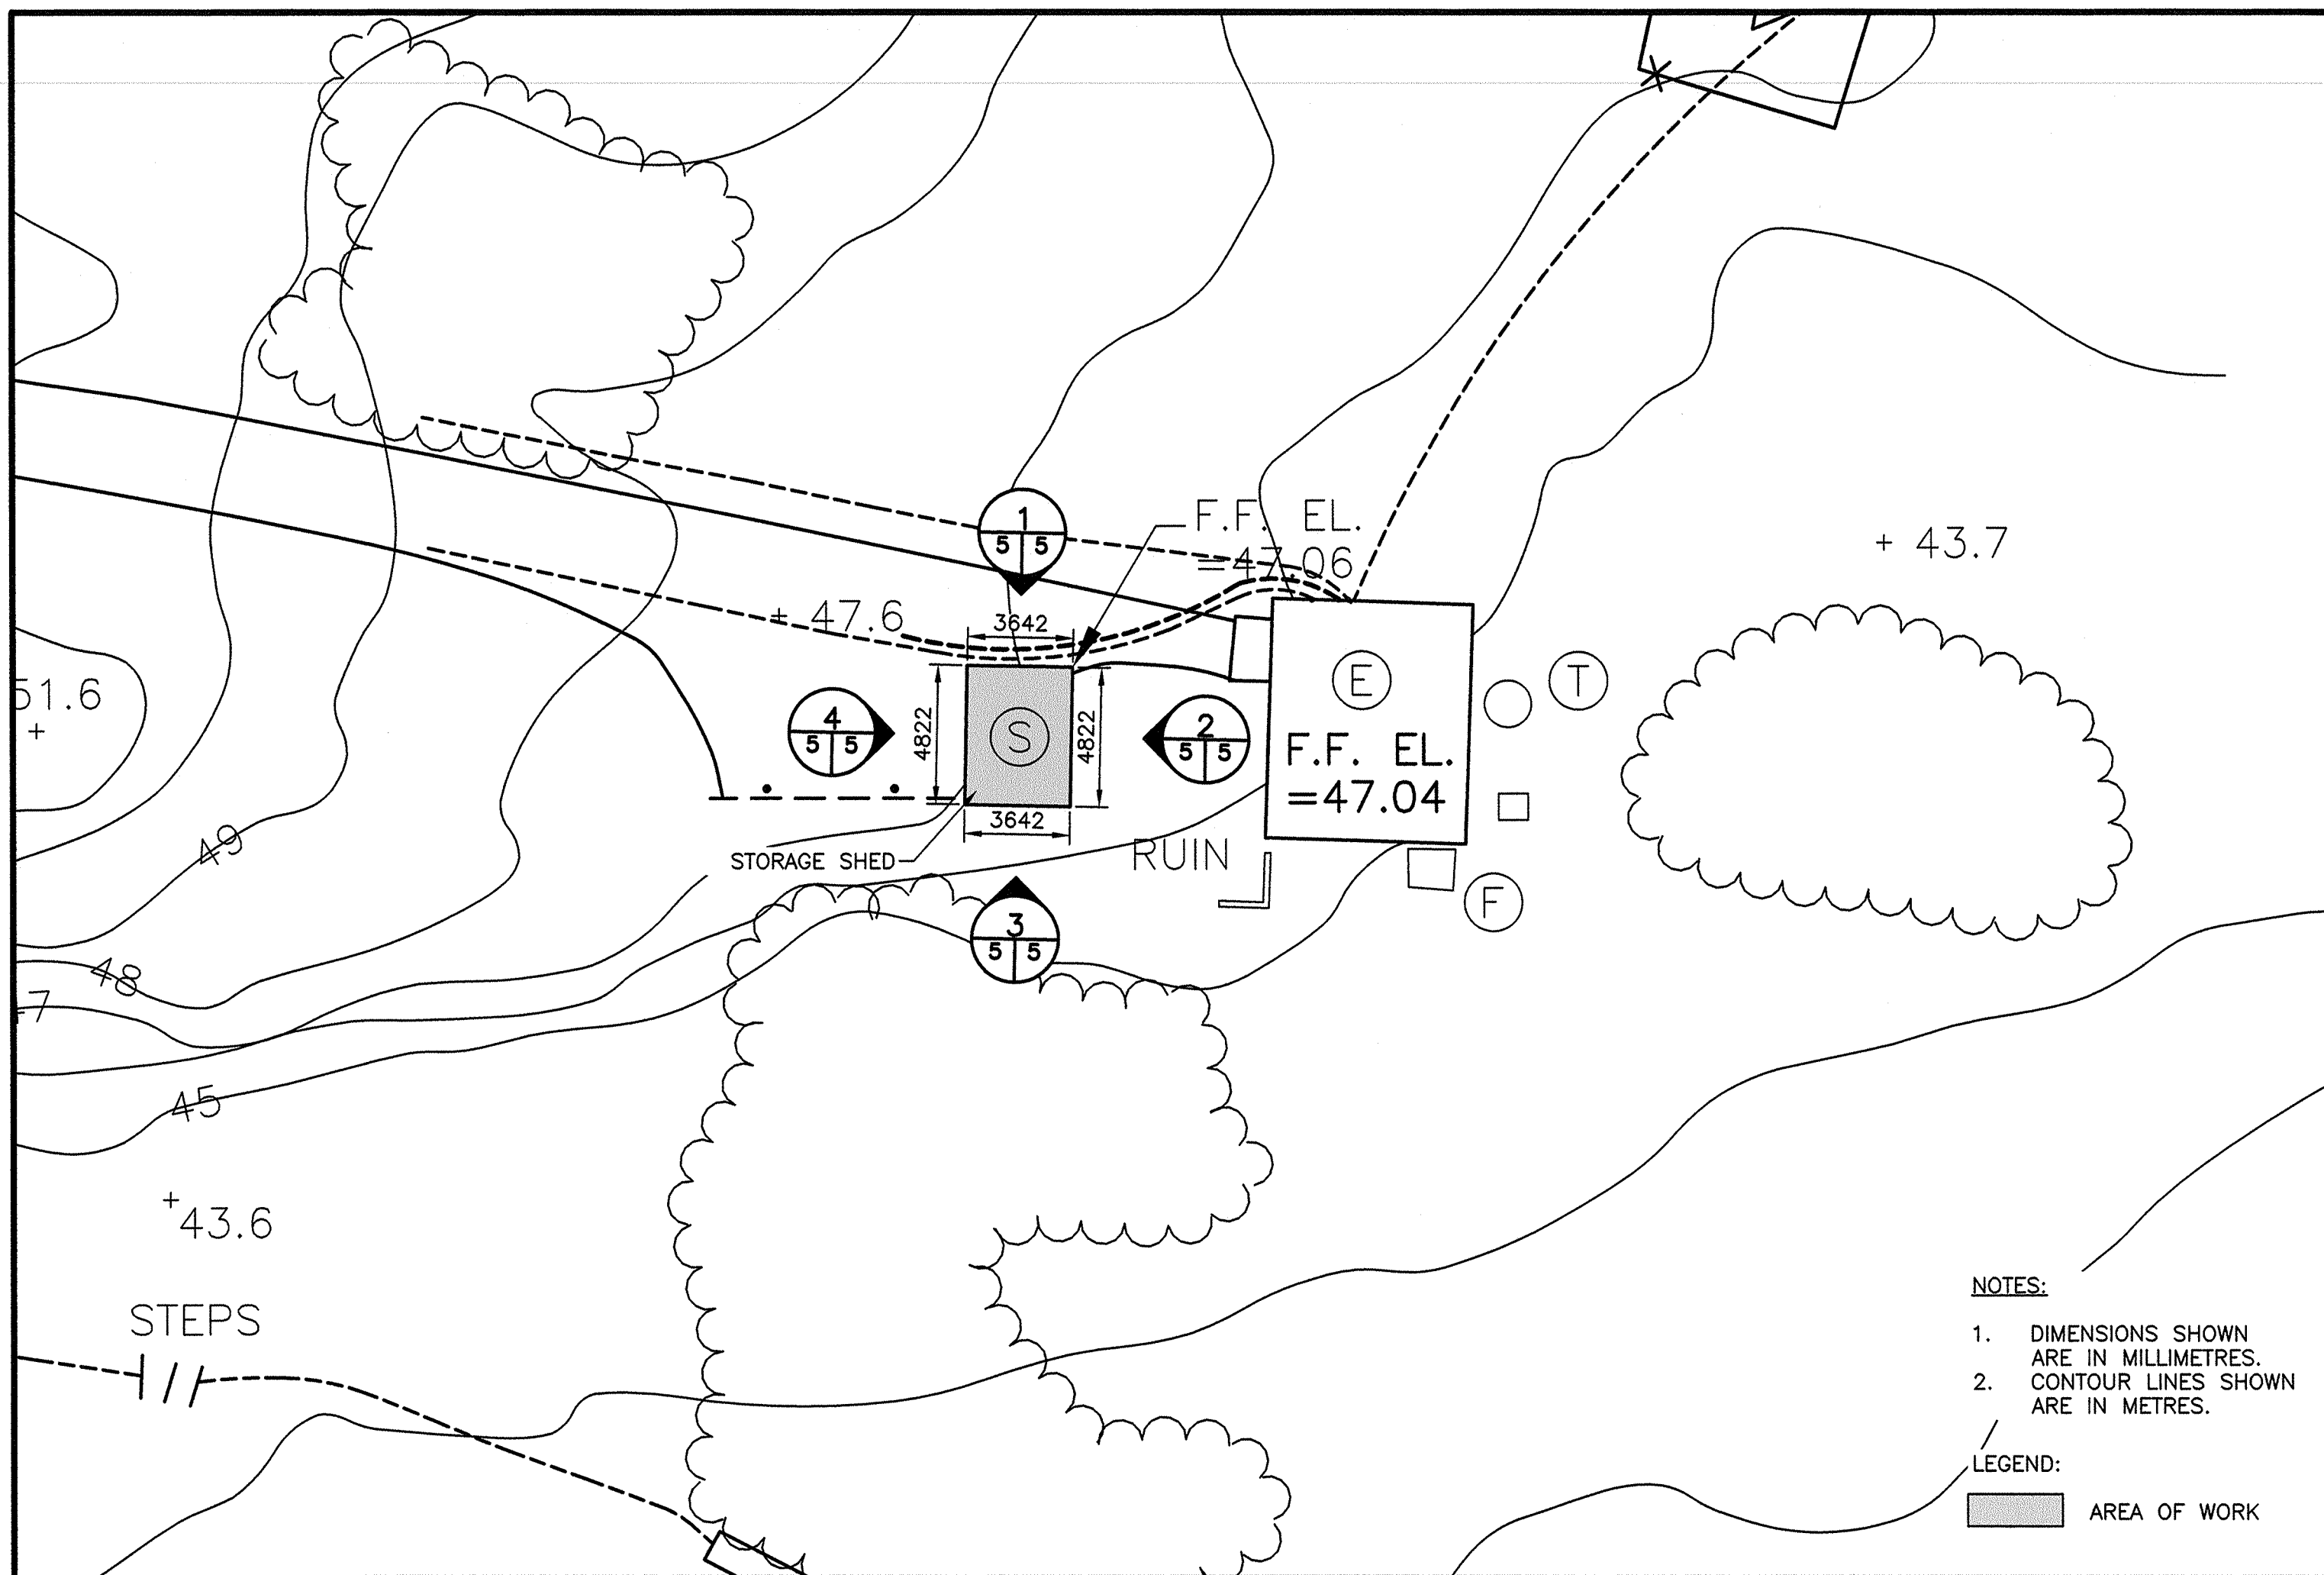 1
5 5
F.F. EL.
=47.06
+ 43.7
+ 47.6
3642
51.6
+
4
5 5
4822
S
4822
2
5 5
E
T
F.F. EL.
=47.04
3642
49
STORAGE SHED
RUIN
F
3
5 5
48
45
+
43.6
STEPS
NOTES:
1. DIMENSIONS SHOWN
ARE IN MILLIMETRES.
2. CONTOUR LINES SHOWN
ARE IN METRES.
LEGEND:
AREA OF WORK